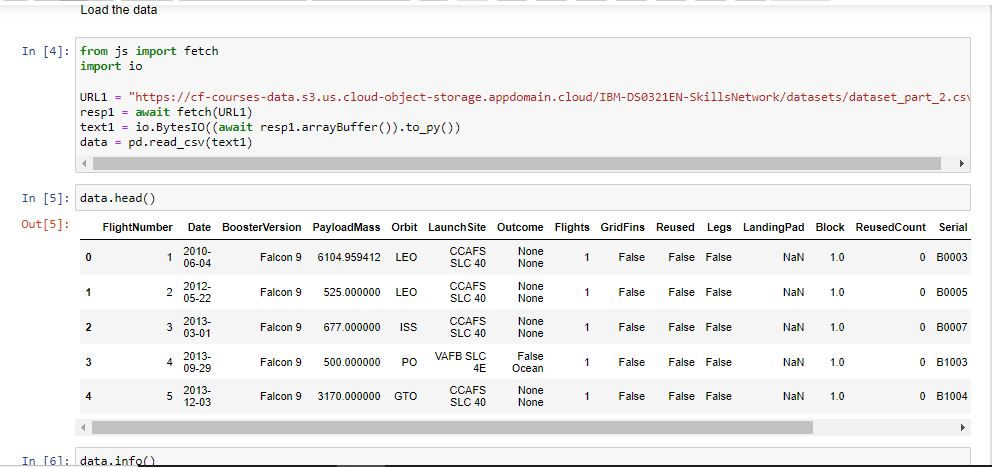 Load the data
In [4]: from js import fetch
import io
URL1 = "https://cf-courses-data.s3.us.cloud-object-storage.appdomain.cloud/IBM-DS0321EN-SkillsNetwork/datasets/dataset_part_2.csv
resp1 = await fetch(URL1)
text1 = io.BytesIO((await resp1.arrayBuffer()).to_py())
data = pd.read_csv(text1)
In [5]: data.head()
Out[5]:
FlightNumber Date BoosterVersion PayloadMass Orbit LaunchSite Outcome Flights GridFins Reused Legs LandingPad Block ReusedCount Serial
0 1 2010-06-04 Falcon 9 6104.959412 LEO CCAFS SLC 40 None None 1 False False False NaN 1.0 0 B0003
1 2 2012-05-22 Falcon 9 525.000000 LEO CCAFS SLC 40 None None 1 False False False NaN 1.0 0 B0005
2 3 2013-03-01 Falcon 9 677.000000 ISS CCAFS SLC 40 None None 1 False False False NaN 1.0 0 B0007
3 4 2013-09-29 Falcon 9 500.000000 PO VAFB SLC 4E False Ocean 1 False False False NaN 1.0 0 B1003
4 5 2013-12-03 Falcon 9 3170.000000 GTO CCAFS SLC 40 None None 1 False False False NaN 1.0 0 B1004
In [6]: data.info()